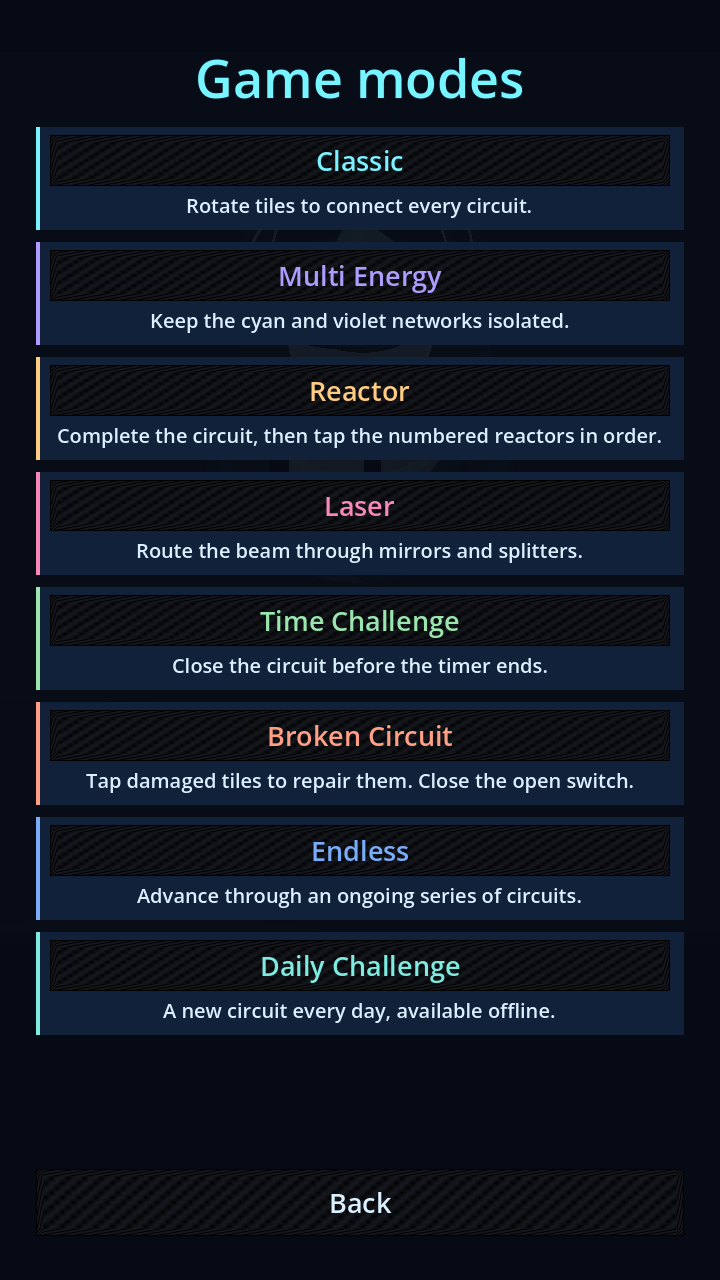 Game modes
Classic
Rotate tiles to connect every circuit.
Multi Energy
Keep the cyan and violet networks isolated.
Reactor
Complete the circuit, then tap the numbered reactors in order.
Laser
Route the beam through mirrors and splitters.
Time Challenge
Close the circuit before the timer ends.
Broken Circuit
Tap damaged tiles to repair them. Close the open switch.
Endless
Advance through an ongoing series of circuits.
Daily Challenge
A new circuit every day, available offline.
Back